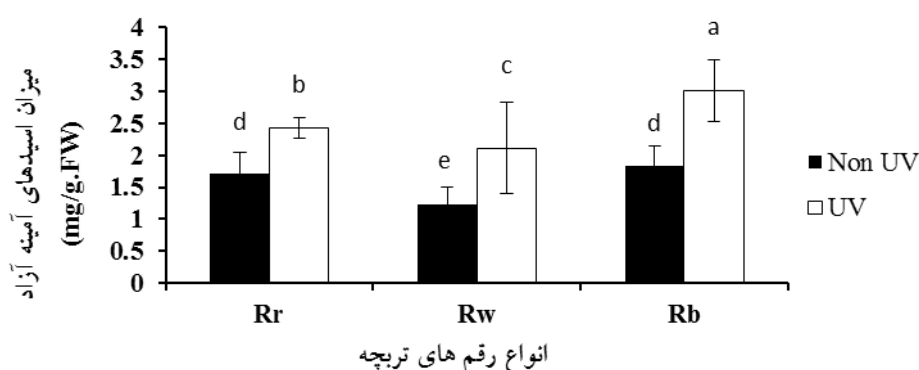 میزان اسیدهای آمینه آزاد
(mg/g.FW)
4
3.5
3
2.5
2
1.5
1
0.5
0
d
b
e
c
d
a
Rr
Rw
Rb
انواع رقم های تربچه
Non UV
UV